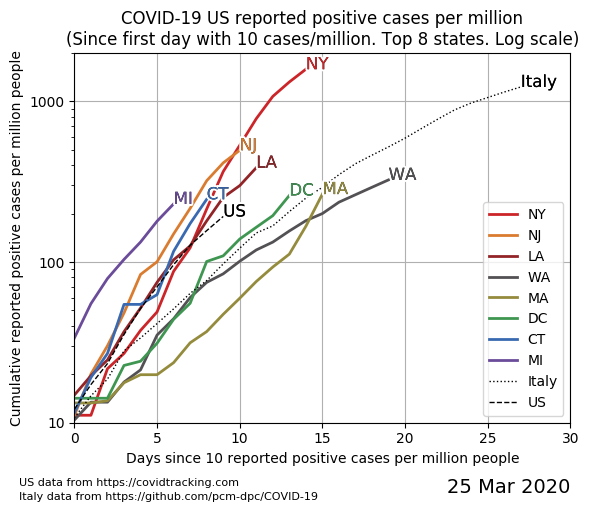 COVID-19 US reported positive cases per million
(Since first day with 10 cases/million. Top 8 states. Log scale)
Cumulative reported positive cases per million people
1000
100
10
NY
Italy
NJ
LA
WA
MI
CT
DC
MA
US
NY
NJ
LA
WA
MA
DC
CT
MI
Italy
US
0 5 10 15 20 25 30
Days since 10 reported positive cases per million people
US data from https://covidtracking.com
Italy data from https://github.com/pcm-dpc/COVID-19
25 Mar 2020